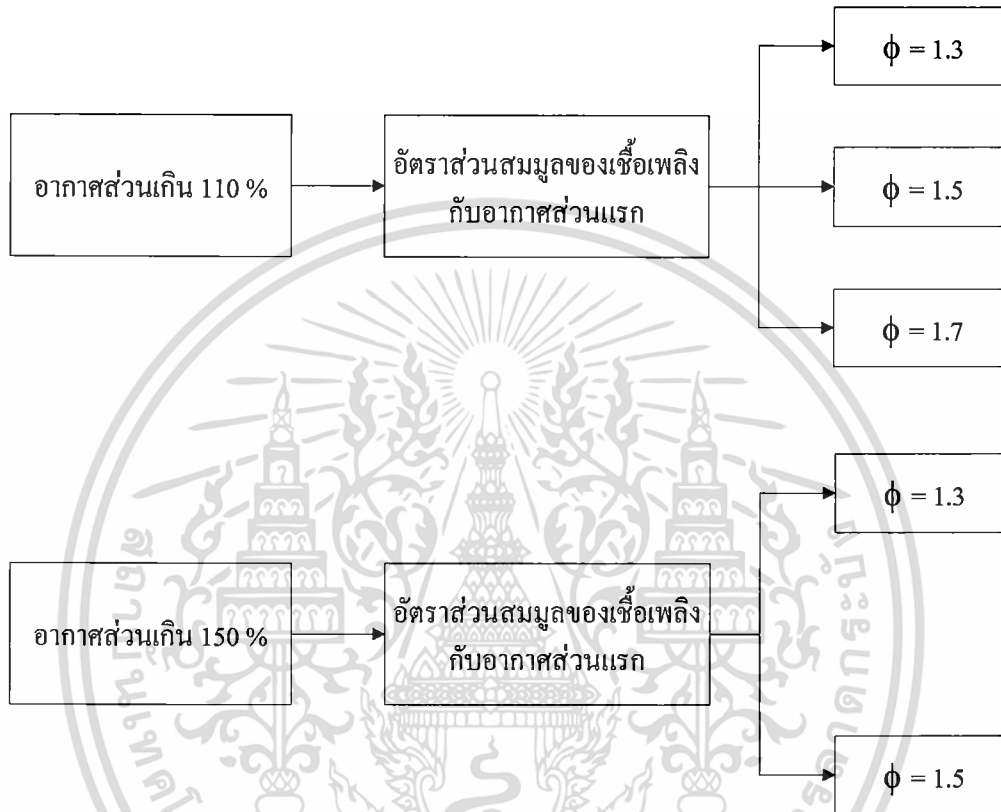 อากาศส่วนเกิน 110 %
อัตราส่วนสมมูลของเชื้อเพลิง
กับอากาศส่วนแรก
ϕ = 1.3
ϕ = 1.5
ϕ = 1.7
อากาศส่วนเกิน 150 %
อัตราส่วนสมมูลของเชื้อเพลิง
กับอากาศส่วนแรก
ϕ = 1.3
ϕ = 1.5